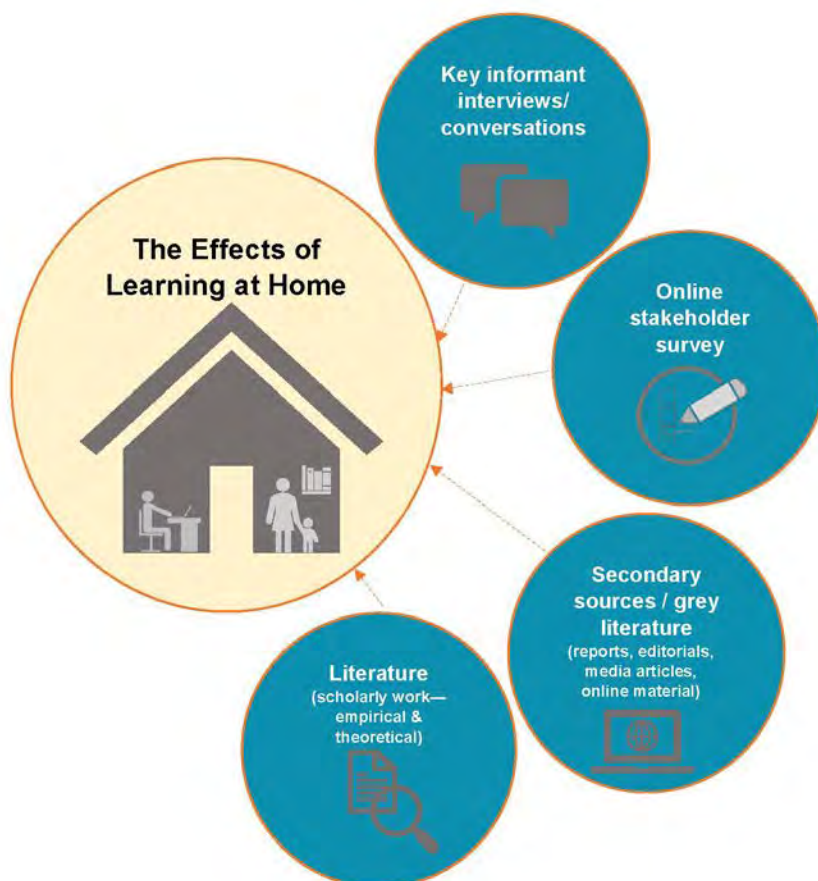 The Effects of
Learning at Home
Key informant
interviews/
conversations
Online
stakeholder
survey
Secondary
sources / grey
literature
(reports, editorials,
media articles,
online material)
Literature
(scholarly work—
empirical &
theoretical)